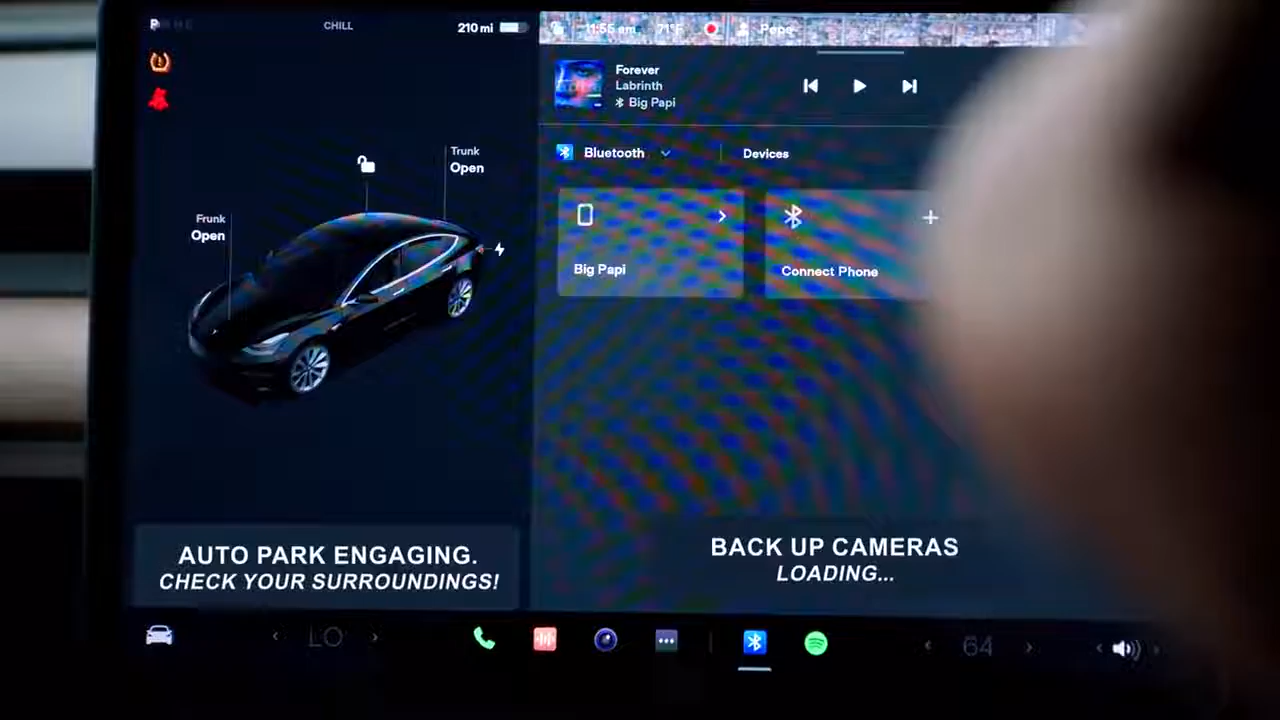 P
CHILL
210 mi
11:55 am 71°F Pepe
Forever
Labrinth
Big Papi
Bluetooth
Devices
Trunk
Open
Frunk
Open
Big Papi
Connect Phone
AUTO PARK ENGAGING.
CHECK YOUR SURROUNDINGS!
BACK UP CAMERAS
LOADING...
LO
64